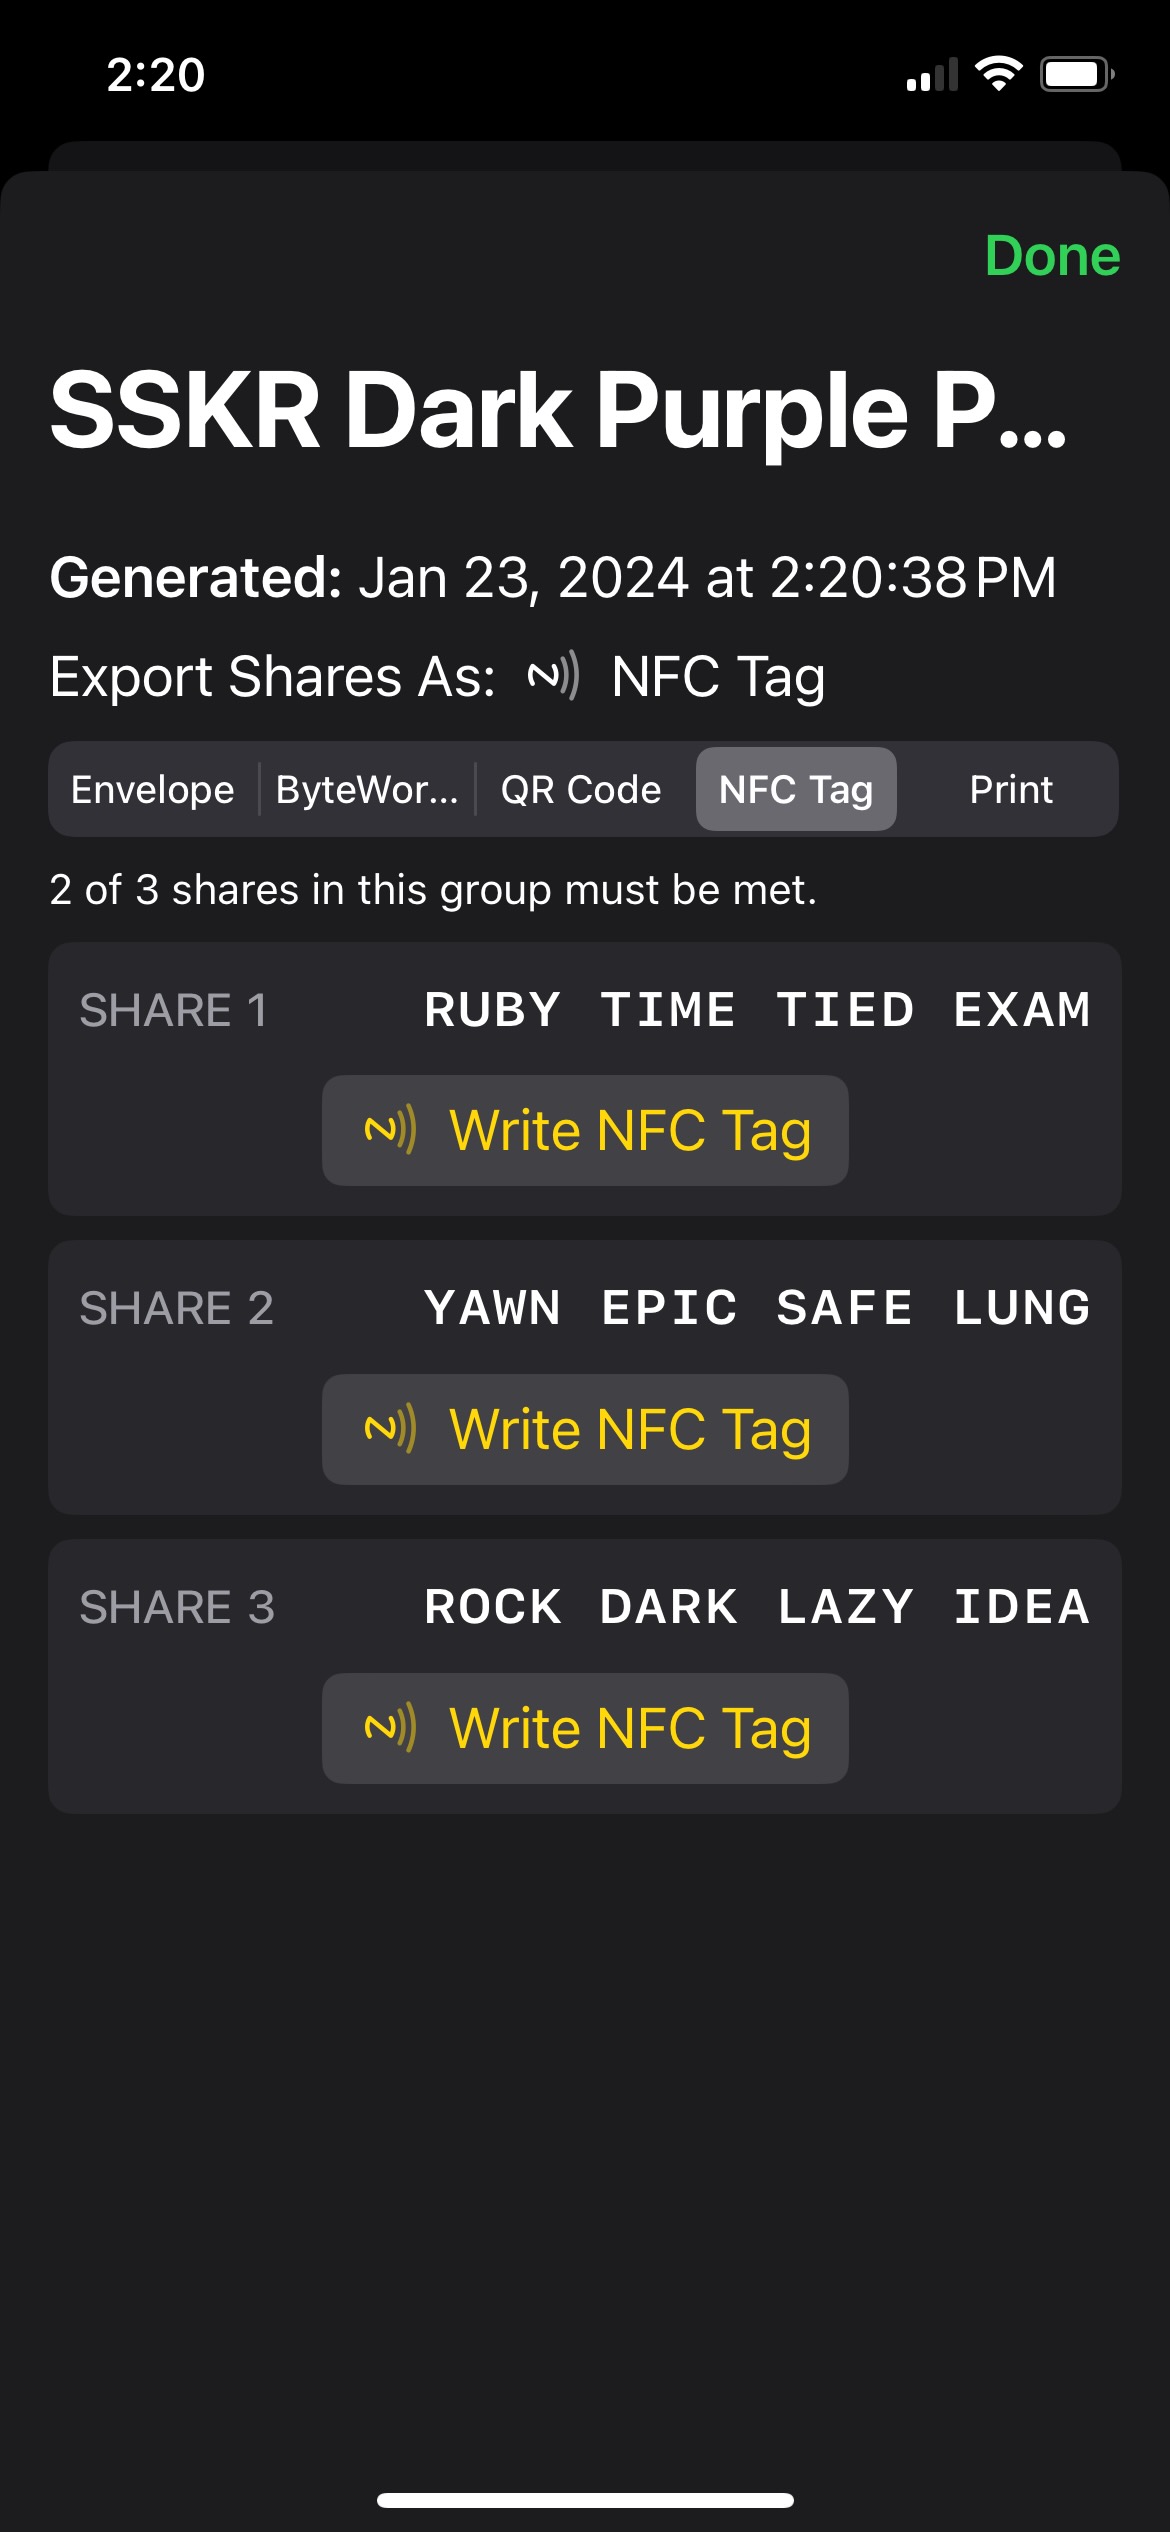 2:20
Done
SSKR Dark Purple P...
Generated: Jan 23, 2024 at 2:20:38 PM
Export Shares As: NFC Tag
Envelope ByteWor... QR Code NFC Tag Print
2 of 3 shares in this group must be met.
SHARE 1 RUBY TIME TIED EXAM
Write NFC Tag
SHARE 2 YAWN EPIC SAFE LUNG
Write NFC Tag
SHARE 3 ROCK DARK LAZY IDEA
Write NFC Tag